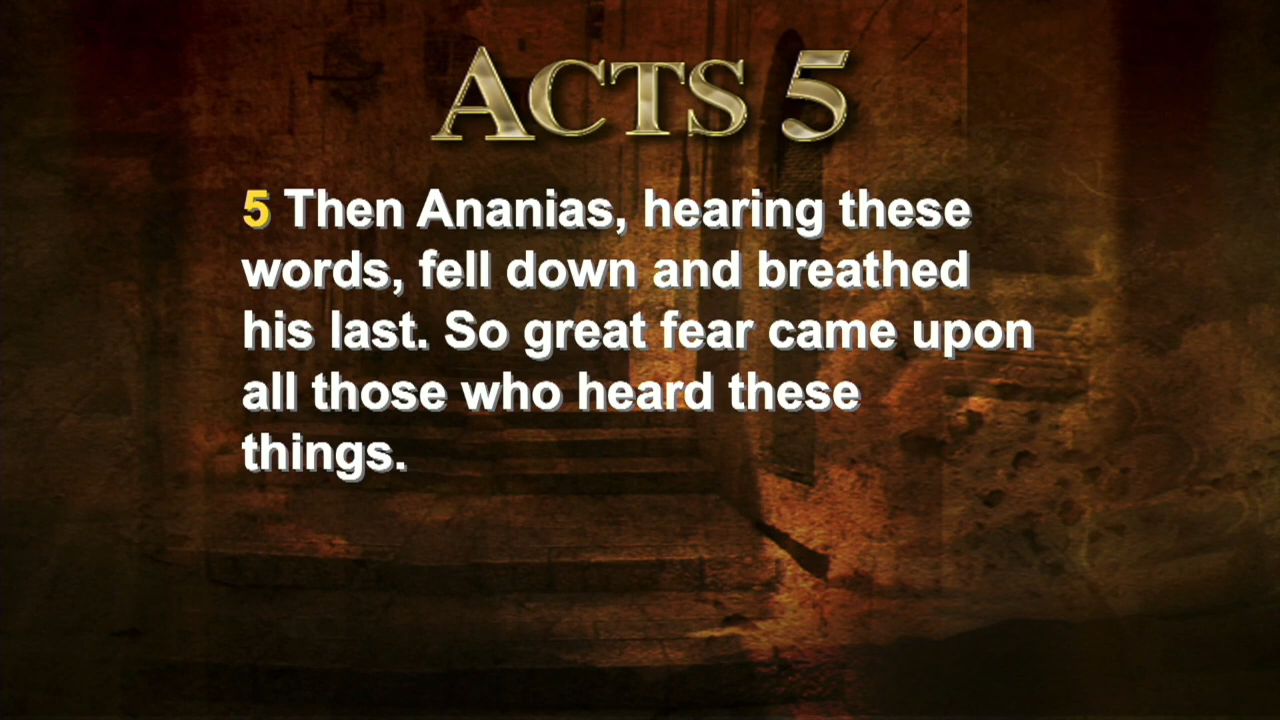 ACTS 5
5 Then Ananias, hearing these
words, fell down and breathed
his last. So great fear came upon
all those who heard these
things.